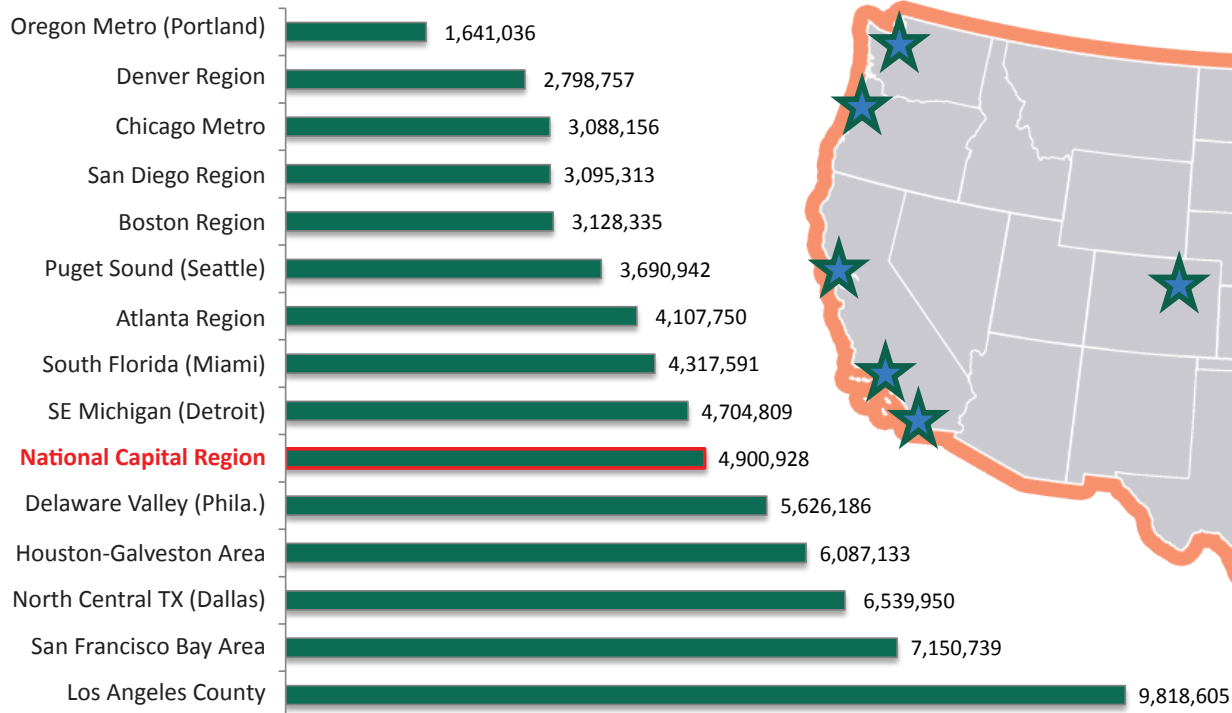 Oregon Metro (Portland) 1,641,036
Denver Region 2,798,757
Chicago Metro 3,088,156
San Diego Region 3,095,313
Boston Region 3,128,335
Puget Sound (Seattle) 3,690,942
Atlanta Region 4,107,750
South Florida (Miami) 4,317,591
SE Michigan (Detroit) 4,704,809
National Capital Region 4,900,928
Delaware Valley (Phila.) 5,626,186
Houston-Galveston Area 6,087,133
North Central TX (Dallas) 6,539,950
San Francisco Bay Area 7,150,739
Los Angeles County 9,818,605